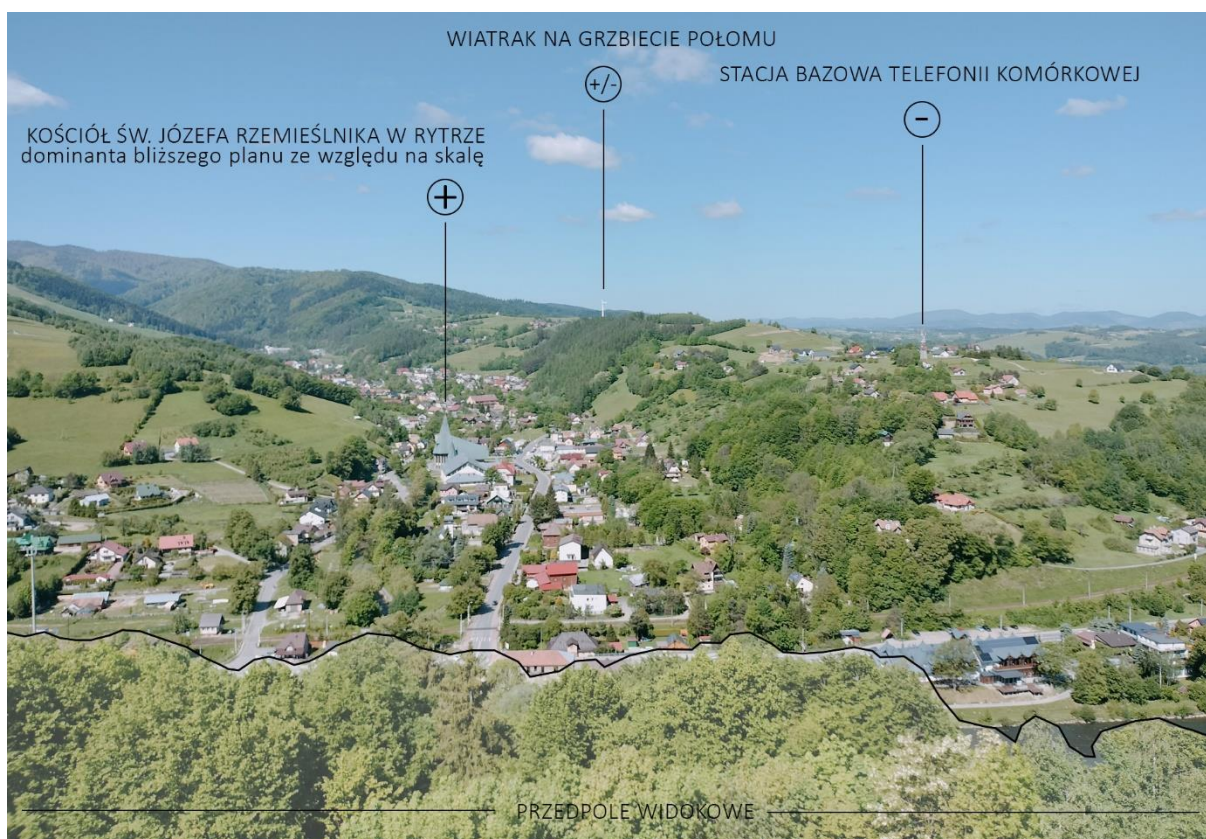 WIATRAK NA GRZBIECIE POŁOMU
+/-
STACJA BAZOWA TELEFONII KOMÓRKOWEJ
-
KOŚCIÓŁ ŚW. JÓZEFA RZEMIEŚLNIKA W RYTRZE
dominanta bliższego planu ze względu na skalę
+
PRZEDPOLE WIDOKOWE